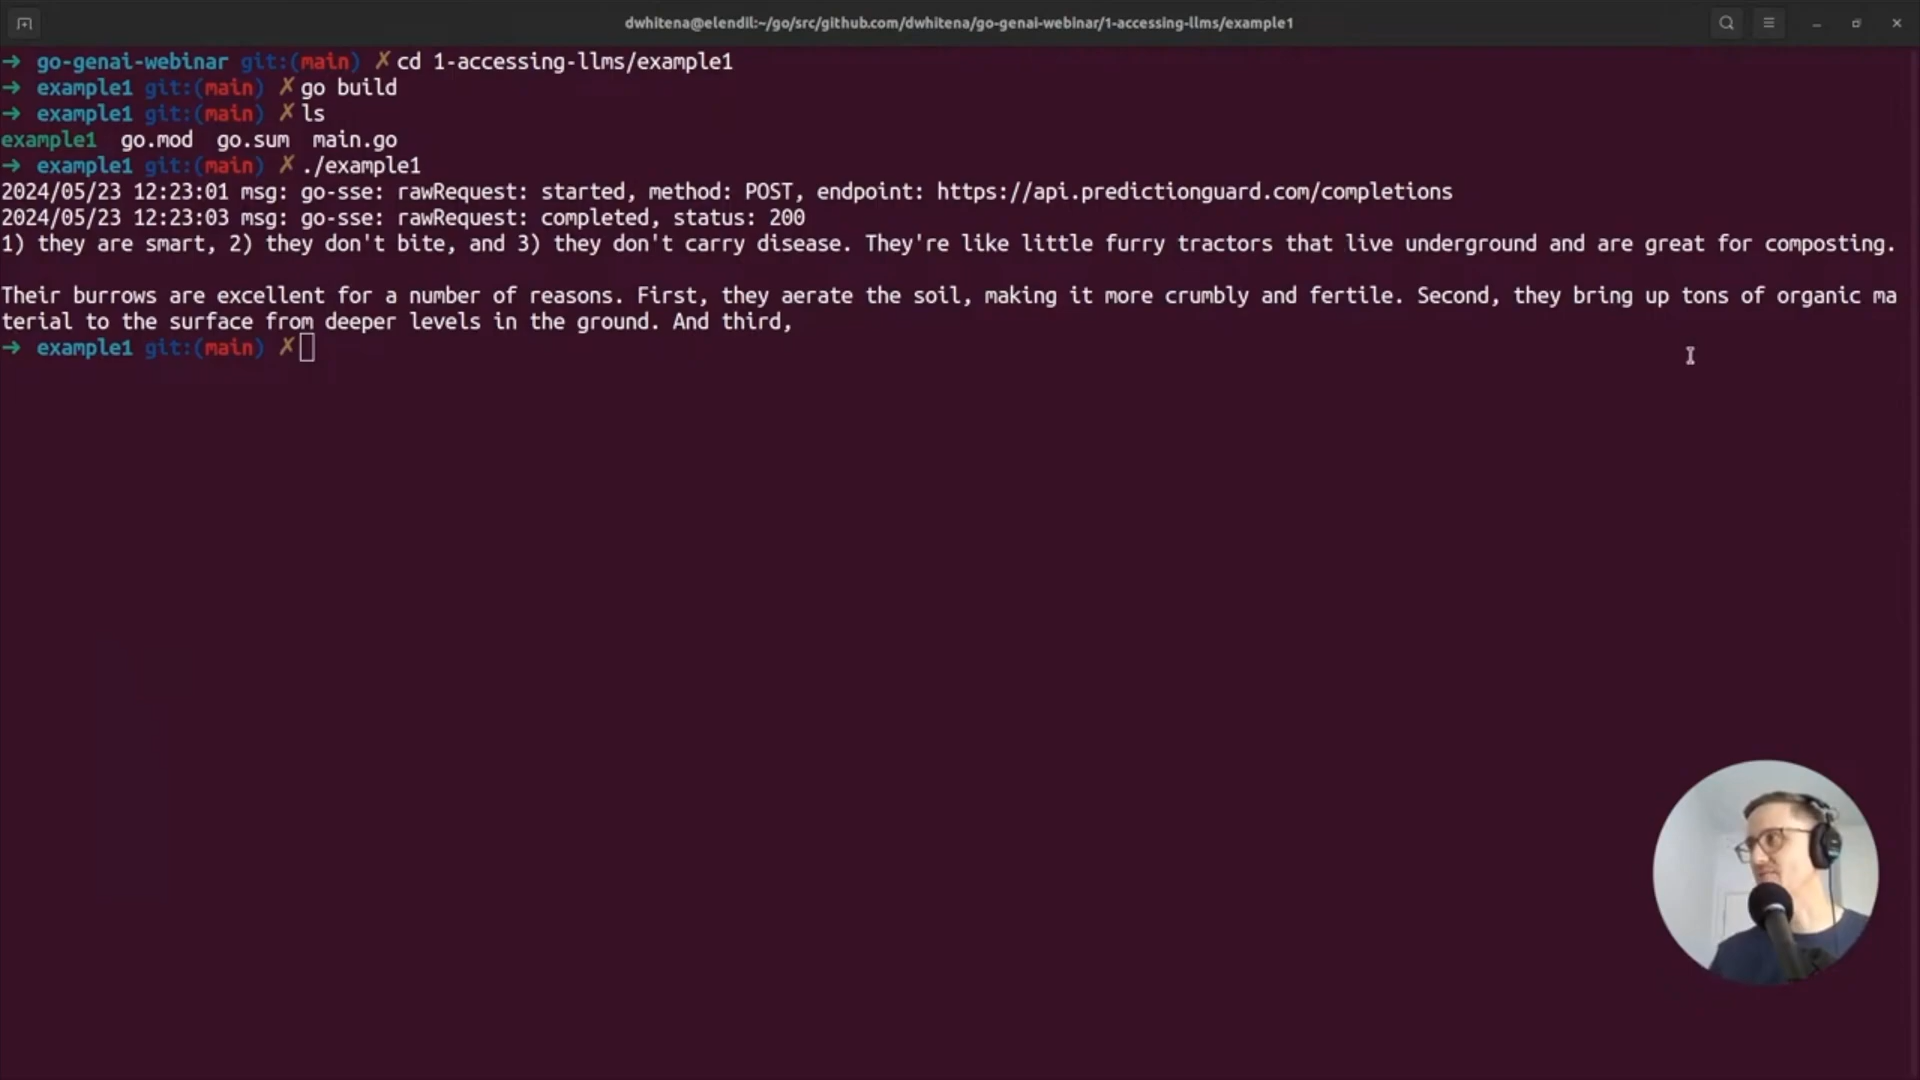 dwhitena@elendil:~/go/src/github.com/dwhitena/go-genai-webinar/1-accessing-llms/example1
→ go-genai-webinar git:(main) ✗ cd 1-accessing-llms/example1
→ example1 git:(main) ✗ go build
→ example1 git:(main) ✗ ls
example1 go.mod go.sum main.go
→ example1 git:(main) ✗ ./example1
2024/05/23 12:23:01 msg: go-sse: rawRequest: started, method: POST, endpoint: https://api.predictionguard.com/completions
2024/05/23 12:23:03 msg: go-sse: rawRequest: completed, status: 200
1) they are smart, 2) they don't bite, and 3) they don't carry disease. They're like little furry tractors that live underground and are great for composting.
Their burrows are excellent for a number of reasons. First, they aerate the soil, making it more crumbly and fertile. Second, they bring up tons of organic ma
terial to the surface from deeper levels in the ground. And third,
→ example1 git:(main) ✗